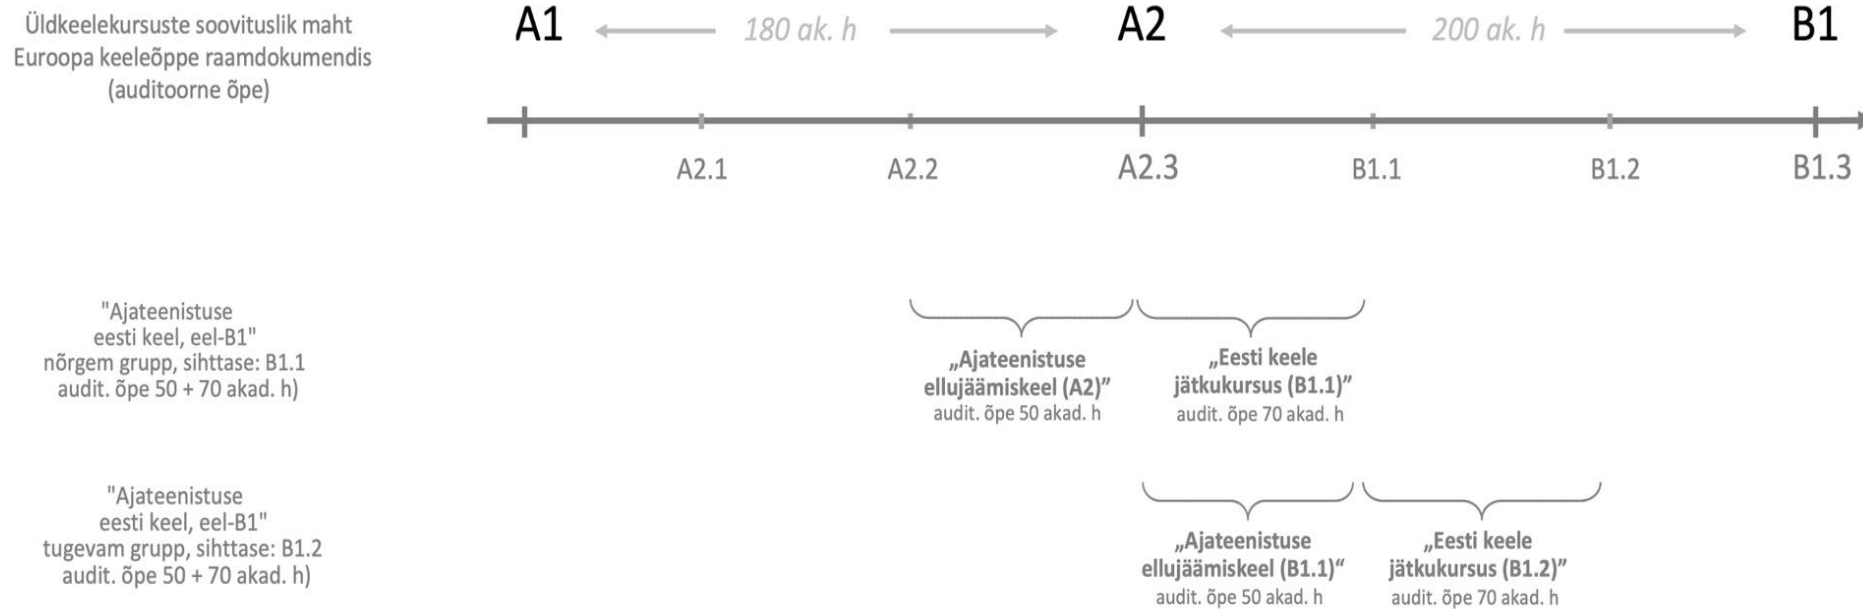 Üldkeelekursuste soovituslik maht
Euroopa keeleõppe raamdokumendis
(auditoorne õpe)
A1 180 ak. h A2 200 ak. h B1
A2.1 A2.2 A2.3 B1.1 B1.2 B1.3
"Ajateenistuse
eesti keel, eel-B1"
nõrgem grupp, sihttase: B1.1
audit. õpe 50 + 70 akad. h)
„Ajateenistuse
ellujäämiskeel (A2)”
audit. õpe 50 akad. h
„Eesti keele
jätkukursus (B1.1)”
audit. õpe 70 akad. h
"Ajateenistuse
eesti keel, eel-B1"
tugevam grupp, sihttase: B1.2
audit. õpe 50 + 70 akad. h)
„Ajateenistuse
ellujäämiskeel (B1.1)“
audit. õpe 50 akad. h
„Eesti keele
jätkukursus (B1.2)”
audit. õpe 70 akad. h